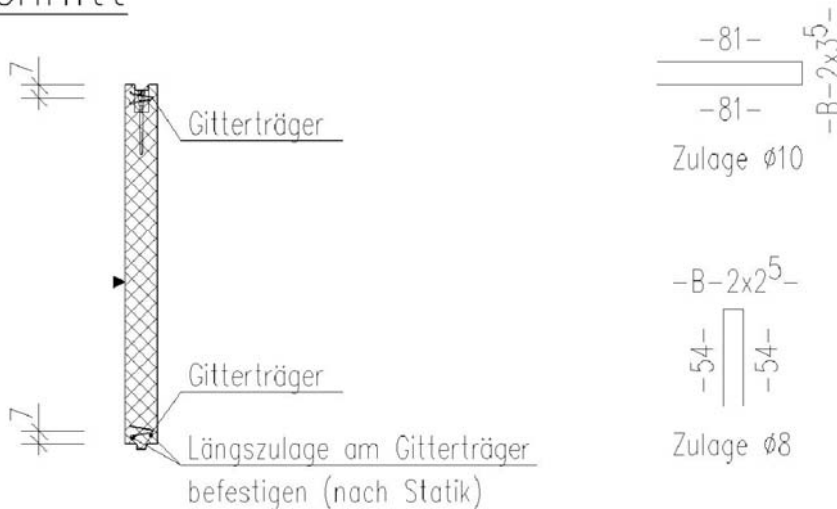 7
Gitterträger
Gitterträger
7
Längszulage am Gitterträger
befestigen (nach Statik)
-81-
-B-2x3⁵-
-81-
Zulage ø10
-B-2x2⁵-
-54-
-54-
Zulage ø8